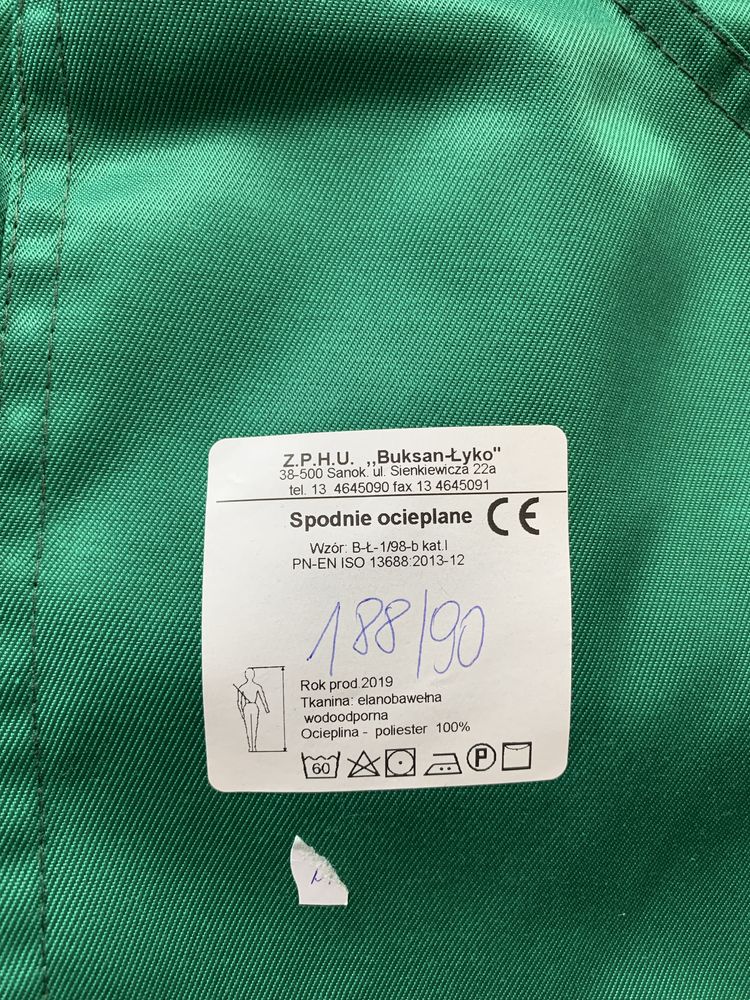 Z.P.H.U. ,,Buksan-Łyko"
38-500 Sanok. ul. Sienkiewicza 22a
tel. 13 4645090 fax 13 4645091
Spodnie ocieplane CE
Wzór: B-Ł-1/98-b kat.I
PN-EN ISO 13688:2013-12
188/90
Rok prod.2019
Tkanina: elanobawełna
wodoodporna
Ocieplina - poliester 100%
60 P